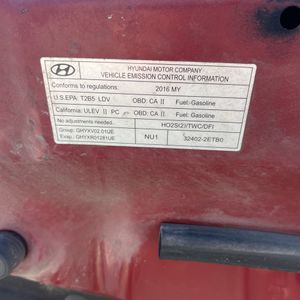 HYUNDAI MOTOR COMPANY
VEHICLE EMISSION CONTROL INFORMATION
Conforms to regulations: 2016 MY
U.S.EPA: T2B5 LDV OBD: CA II Fuel: Gasoline
California: ULEV II PC OBD: CA II Fuel: Gasoline
No adjustments needed. HO2S(2)/TWC/DFI
Group: GHYXV02.01UE
Evap: GHYXR01281UE NU1 32402-2ETB0